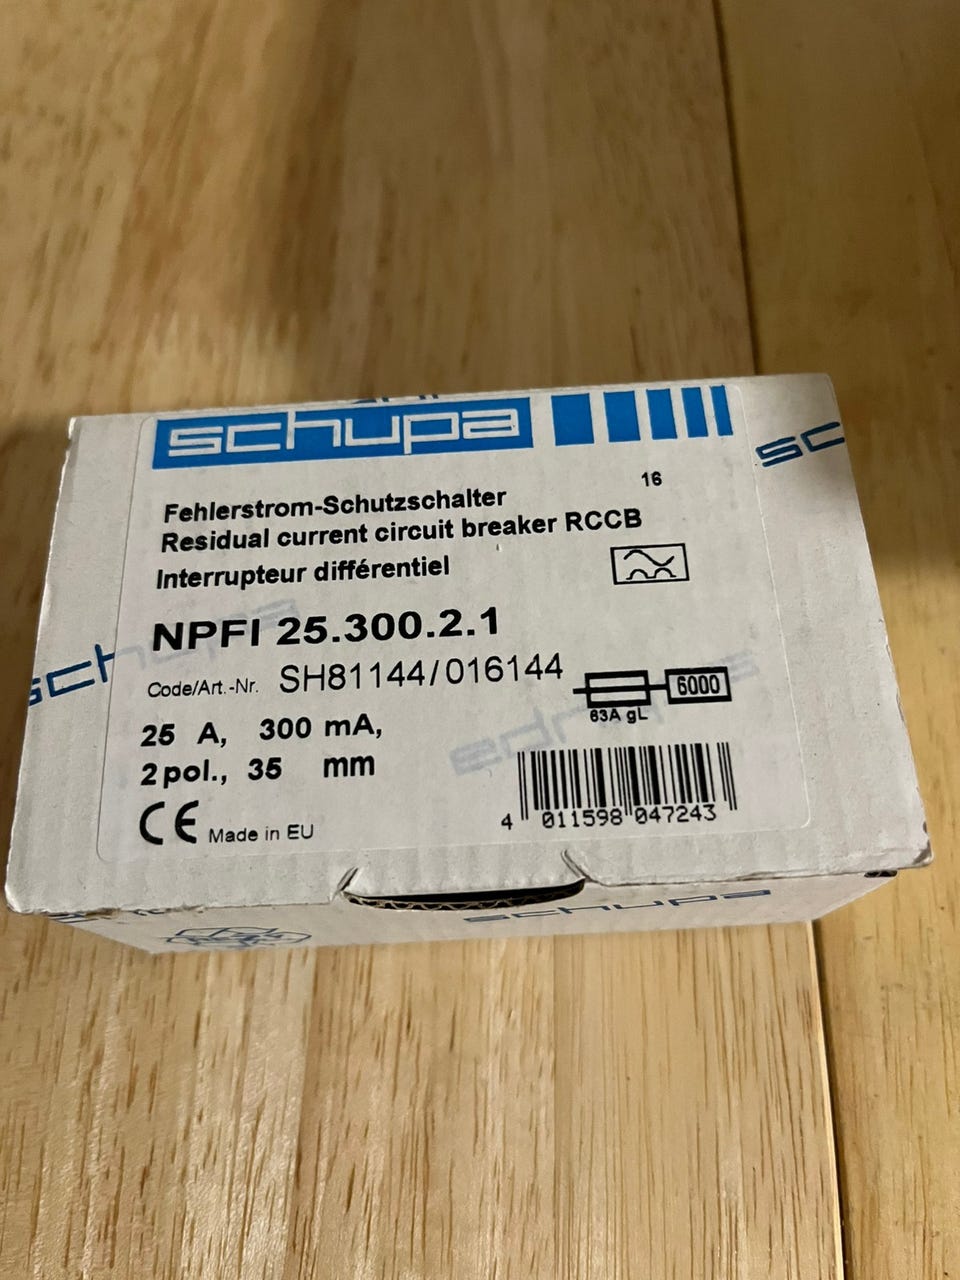 schupa
16
Fehlerstrom-Schutzschalter
Residual current circuit breaker RCCB
Interrupteur différentiel
NPFI 25.300.2.1
Code/Art.-Nr. SH81144/016144
6000
63A gL
25 A, 300 mA,
2 pol., 35 mm
CE Made in EU
4 011598 047243
schupa
sc
schupa
schupa